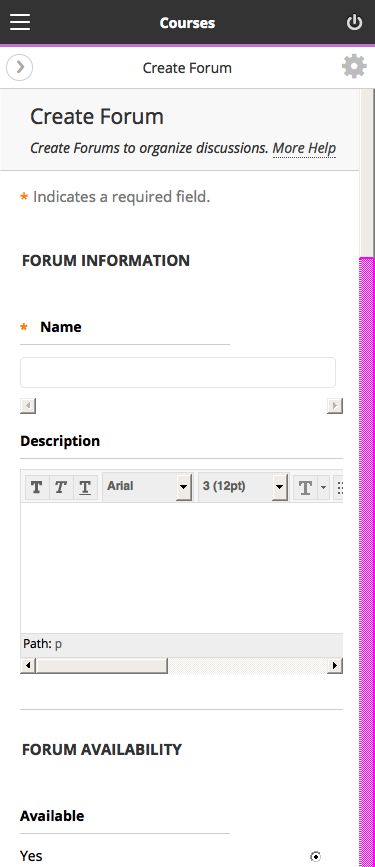 Courses
Create Forum
Create Forum
Create Forums to organize discussions. More Help
* Indicates a required field.
FORUM INFORMATION
* Name
Description
T T T Arial 3 (12pt) T
Path: p
FORUM AVAILABILITY
Available
Yes